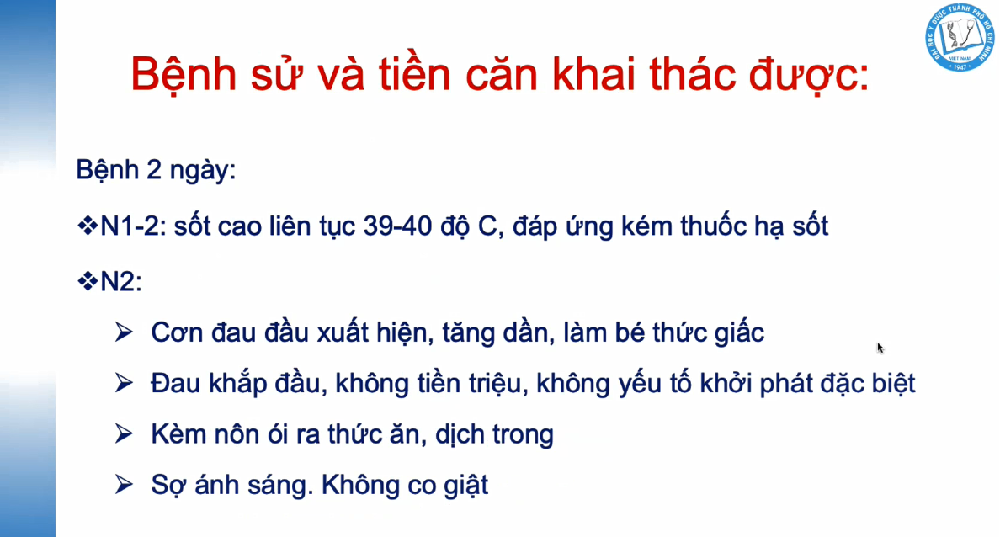 ĐẠI HỌC Y DƯỢC THÀNH PHỐ HỒ CHÍ MINH
VIỆT NAM
1947
Bệnh sử và tiền căn khai thác được:
Bệnh 2 ngày:
❖N1-2: sốt cao liên tục 39-40 độ C, đáp ứng kém thuốc hạ sốt
❖N2:
➢ Cơn đau đầu xuất hiện, tăng dần, làm bé thức giấc
➢ Đau khắp đầu, không tiền triệu, không yếu tố khởi phát đặc biệt
➢ Kèm nôn ói ra thức ăn, dịch trong
➢ Sợ ánh sáng. Không co giật